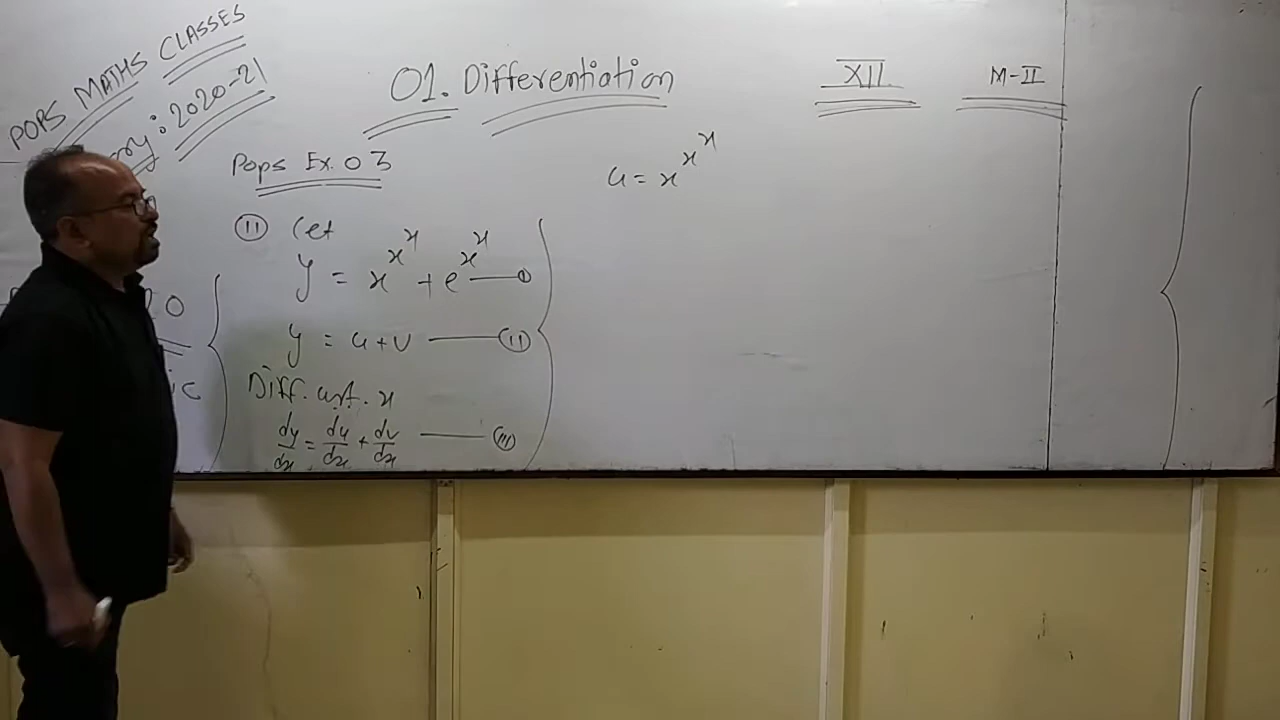 POPS MATHS CLASSES
: 2020-21
01. Differentiation
XII
M-II
Pops Ex. 03
u = x^x^x
(11) Let
y = x^x^x + e^x^x —— (I)
y = u + v —— (II)
Diff. w.r.t. x
dy/dx = du/dx + dv/dx —— (III)